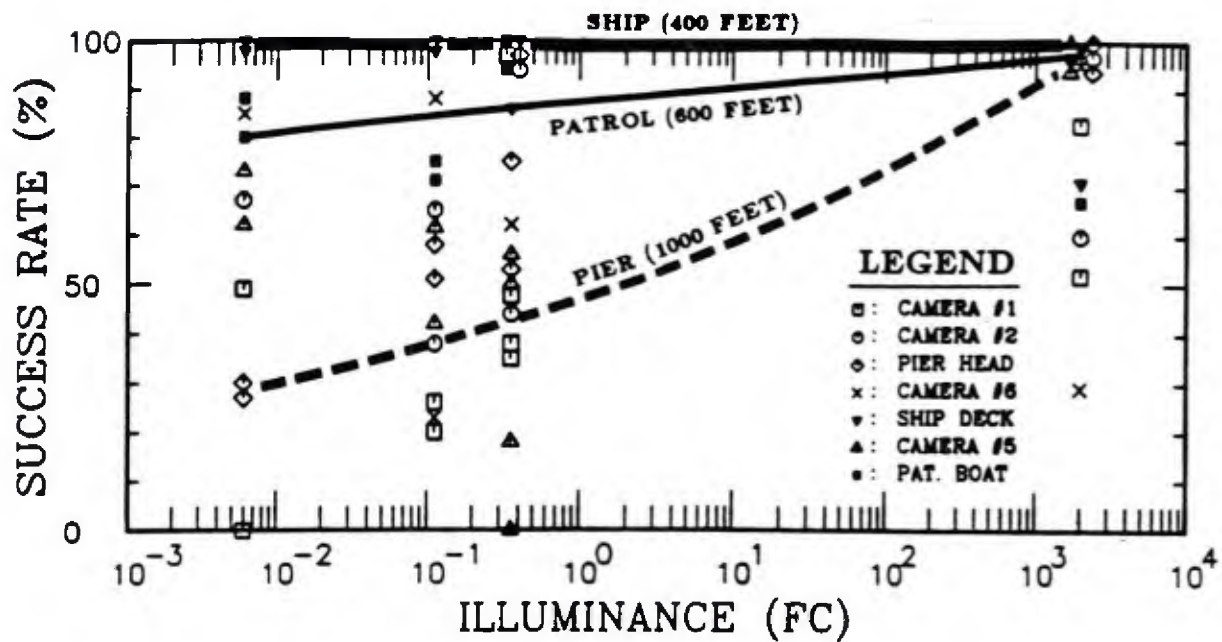 SHIP (400 FEET)
100
PATROL (600 FEET)
PIER (1000 FEET)
50
0
SUCCESS RATE (%)
LEGEND
: CAMERA #1
: CAMERA #2
: PIER HEAD
: CAMERA #6
: SHIP DECK
: CAMERA #5
: PAT. BOAT
10⁻³ 10⁻² 10⁻¹ 10⁰ 10¹ 10² 10³ 10⁴
ILLUMINANCE (FC)